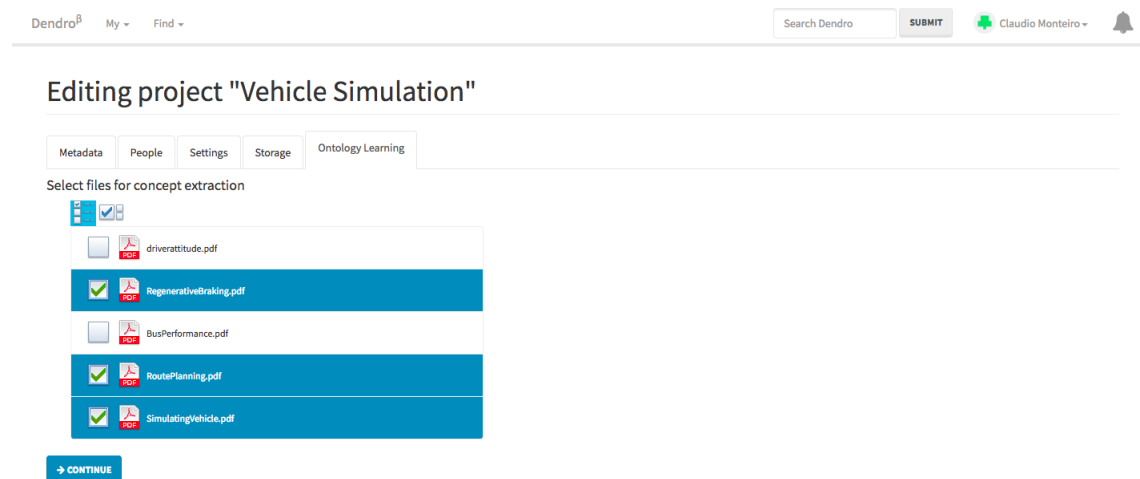 Dendroβ My Find Search Dendro SUBMIT Claudio Monteiro
Editing project "Vehicle Simulation"
Metadata People Settings Storage Ontology Learning
Select files for concept extraction
PDF driverattitude.pdf
PDF RegenerativeBraking.pdf
PDF BusPerformance.pdf
PDF RoutePlanning.pdf
PDF SimulatingVehicle.pdf
→ CONTINUE